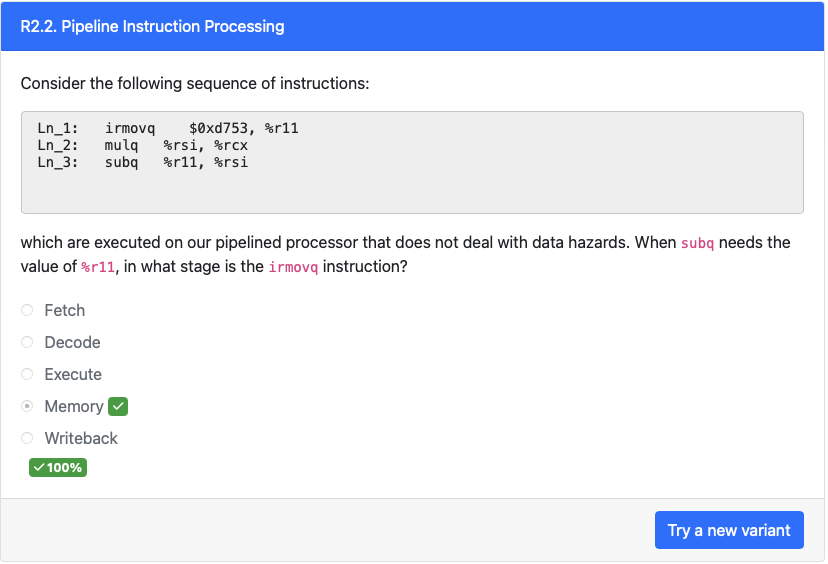 R2.2. Pipeline Instruction Processing
Consider the following sequence of instructions:
Ln_1:   irmovq    $0xd753, %r11
Ln_2:   mulq   %rsi, %rcx
Ln_3:   subq   %r11, %rsi
which are executed on our pipelined processor that does not deal with data hazards. When subq needs the
value of %r11, in what stage is the irmovq instruction?
Fetch
Decode
Execute
Memory
Writeback
100%
Try a new variant